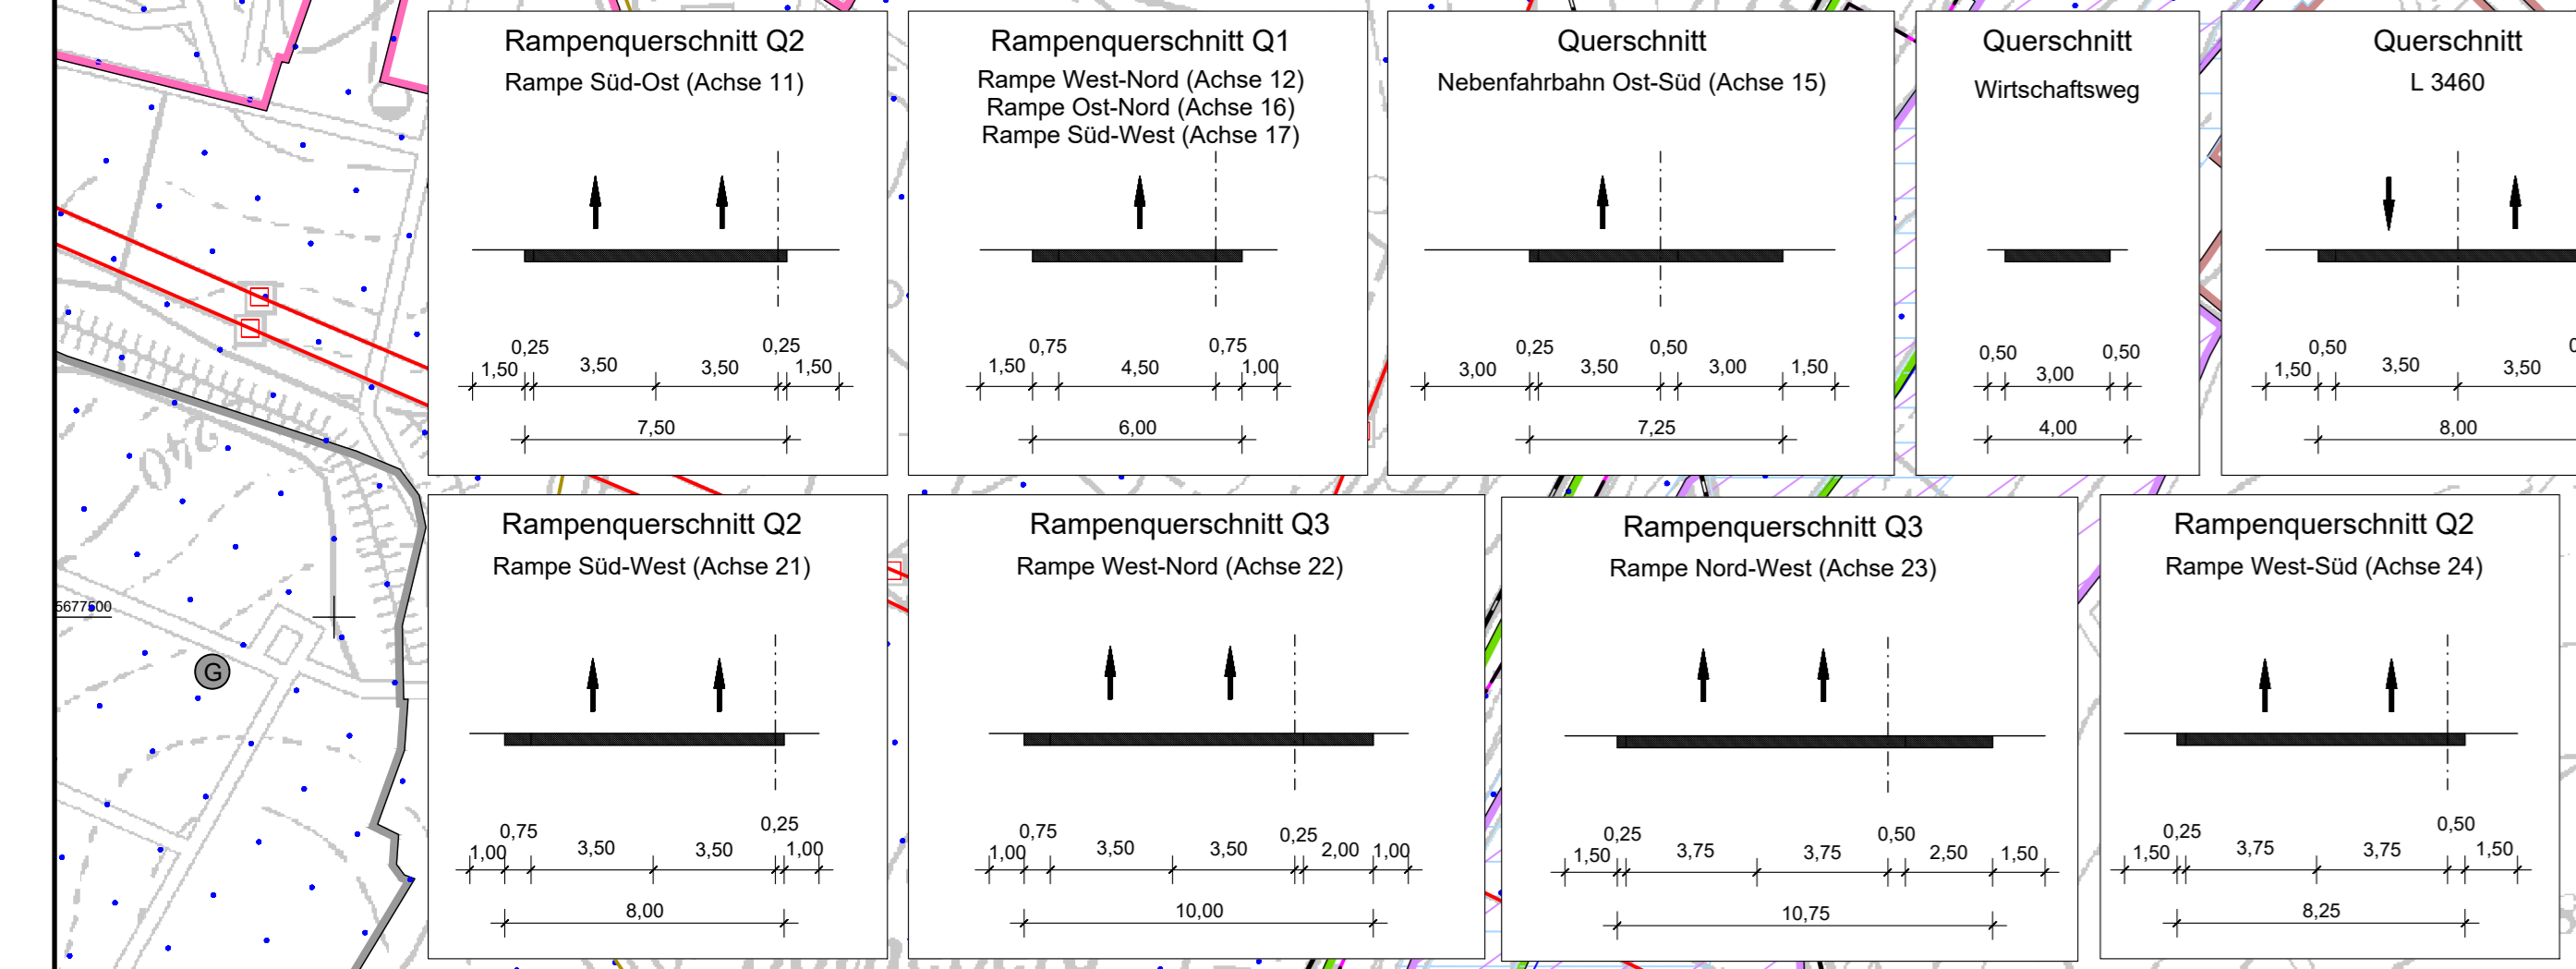 Rampenquerschnitt Q2
Rampe Süd-Ost (Achse 11)
0,25 0,25
1,50 3,50 3,50 1,50
7,50
Rampenquerschnitt Q1
Rampe West-Nord (Achse 12)
Rampe Ost-Nord (Achse 16)
Rampe Süd-West (Achse 17)
0,75 0,75
1,50 4,50 1,00
6,00
Querschnitt
Nebenfahrbahn Ost-Süd (Achse 15)
0,25 0,50
3,00 3,50 3,00 1,50
7,25
Querschnitt
Wirtschaftsweg
0,50 0,50
3,00
4,00
Querschnitt
L 3460
0,50
1,50 3,50 3,50
8,00
240
5677500
G
Rampenquerschnitt Q2
Rampe Süd-West (Achse 21)
0,75 0,25
1,00 3,50 3,50 1,00
8,00
Rampenquerschnitt Q3
Rampe West-Nord (Achse 22)
0,75 0,25
1,00 3,50 3,50 2,00 1,00
10,00
Rampenquerschnitt Q3
Rampe Nord-West (Achse 23)
0,25 0,50
1,50 3,75 3,75 2,50 1,50
10,75
Rampenquerschnitt Q2
Rampe West-Süd (Achse 24)
0,25 0,50
1,50 3,75 3,75 1,50
8,25